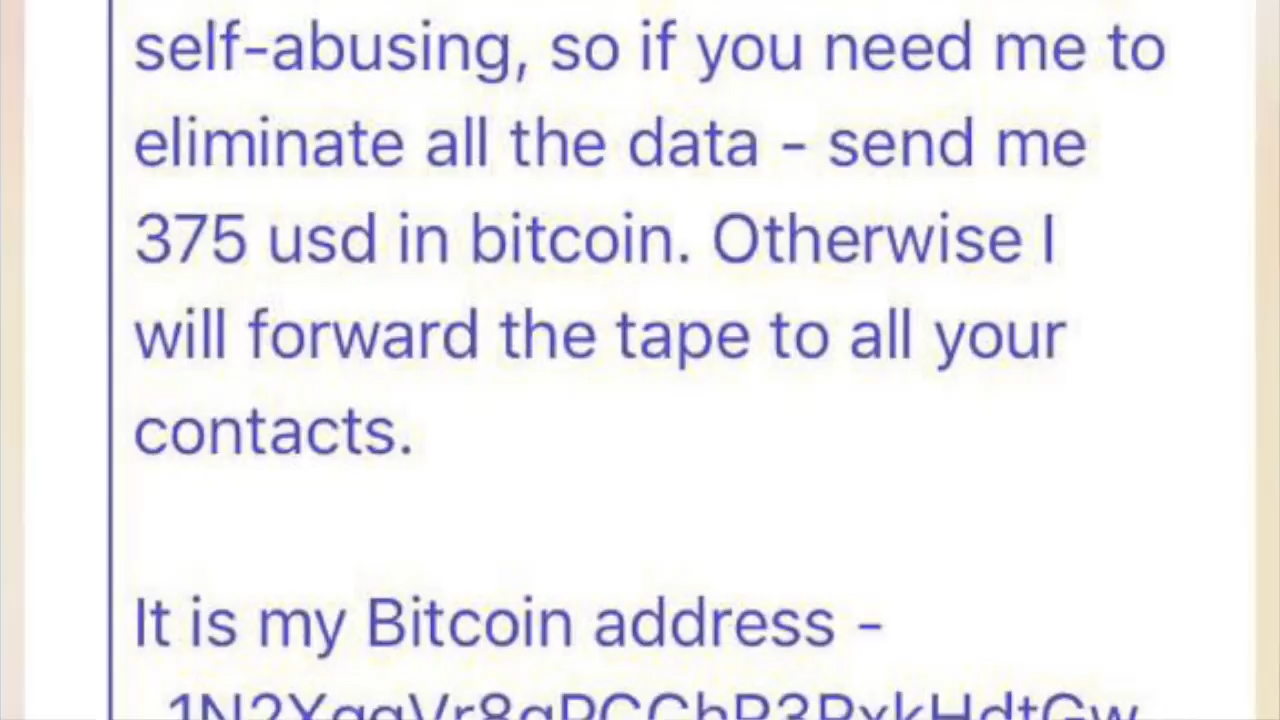 self-abusing, so if you need me to
eliminate all the data - send me
375 usd in bitcoin. Otherwise I
will forward the tape to all your
contacts.
It is my Bitcoin address -